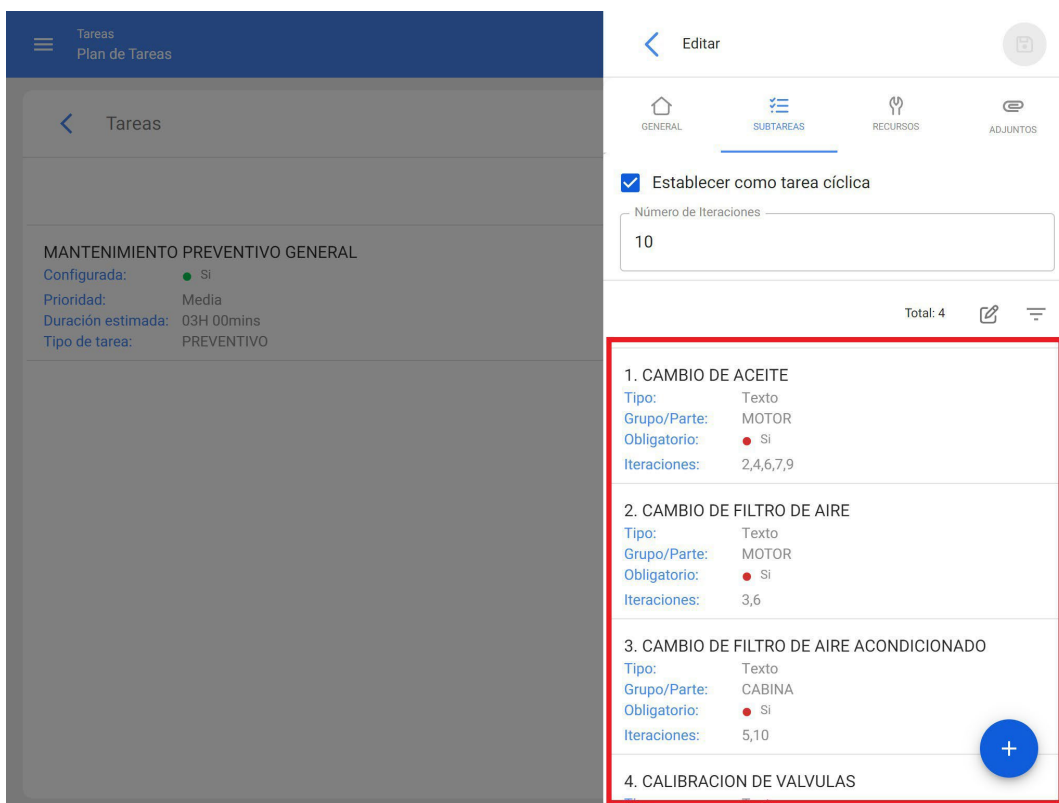 Tareas
Plan de Tareas
Tareas
MANTENIMIENTO PREVENTIVO GENERAL
Configurada: Si
Prioridad: Media
Duración estimada: 03H 00mins
Tipo de tarea: PREVENTIVO
Editar
GENERAL SUBTAREAS RECURSOS ADJUNTOS
Establecer como tarea cíclica
Número de Iteraciones
10
Total: 4
1. CAMBIO DE ACEITE
Tipo: Texto
Grupo/Parte: MOTOR
Obligatorio: Si
Iteraciones: 2,4,6,7,9
2. CAMBIO DE FILTRO DE AIRE
Tipo: Texto
Grupo/Parte: MOTOR
Obligatorio: Si
Iteraciones: 3,6
3. CAMBIO DE FILTRO DE AIRE ACONDICIONADO
Tipo: Texto
Grupo/Parte: CABINA
Obligatorio: Si
Iteraciones: 5,10
4. CALIBRACION DE VALVULAS